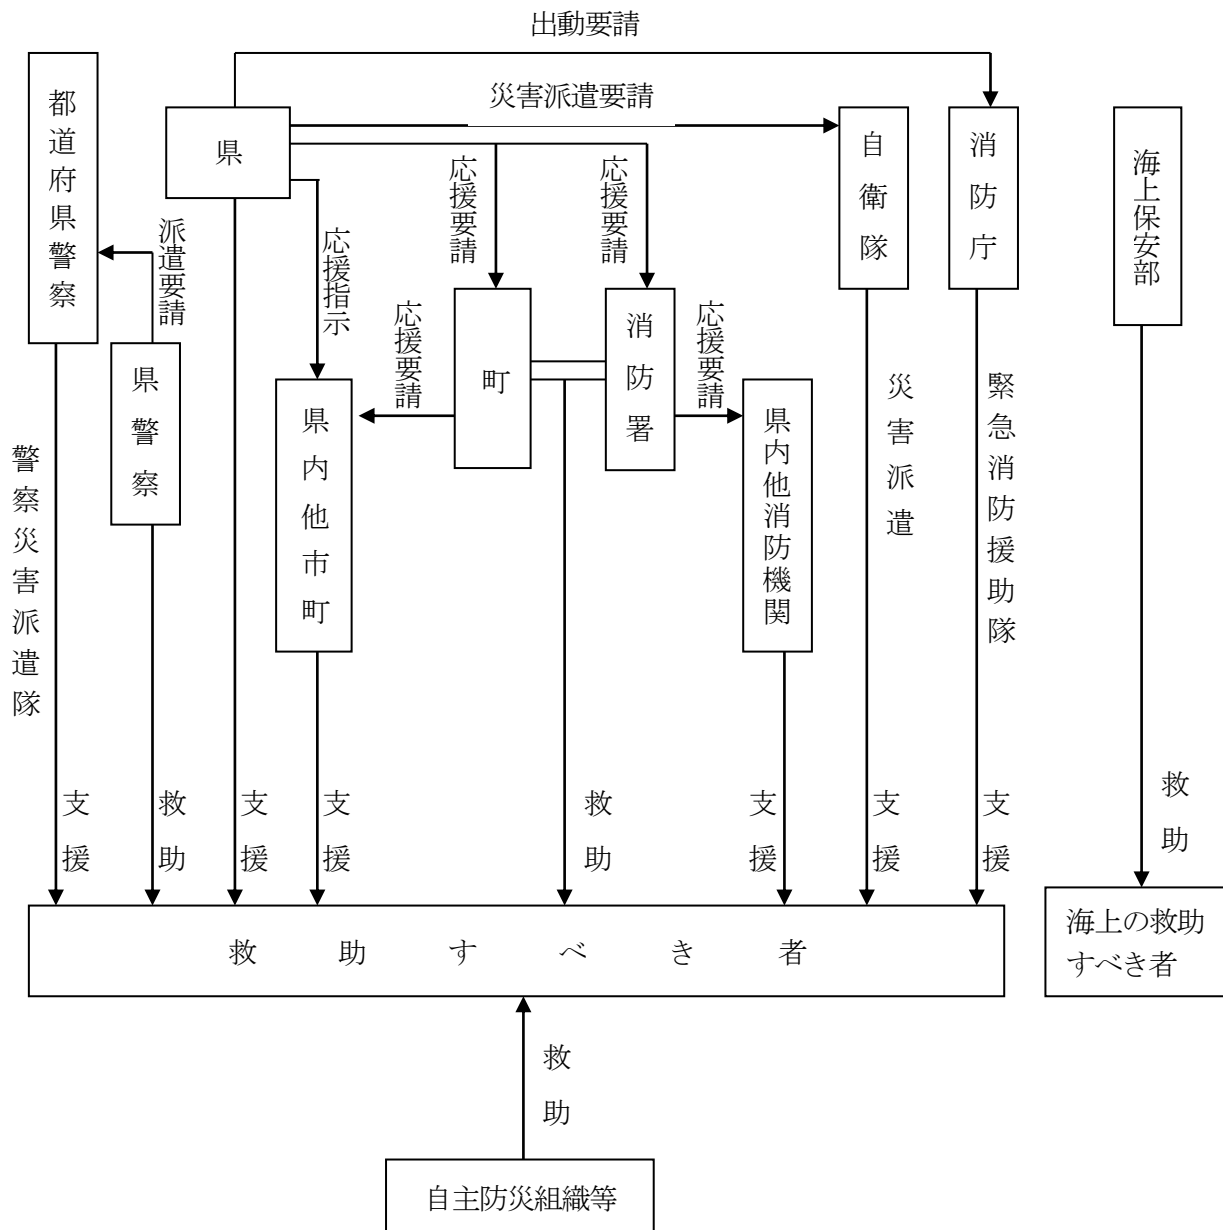 出動要請
災害派遣要請
都道府県警察
県
自衛隊
消防庁
海上保安部
派遣要請
応援指示
応援要請
応援要請
応援要請
町
消防署
応援要請
県警察
県内他市町
県内他消防機関
警察災害派遣隊
災害派遣
緊急消防援助隊
支援
救助
支援
支援
救助
支援
支援
支援
救助
救助すべき者
海上の救助
すべき者
救助
自主防災組織等